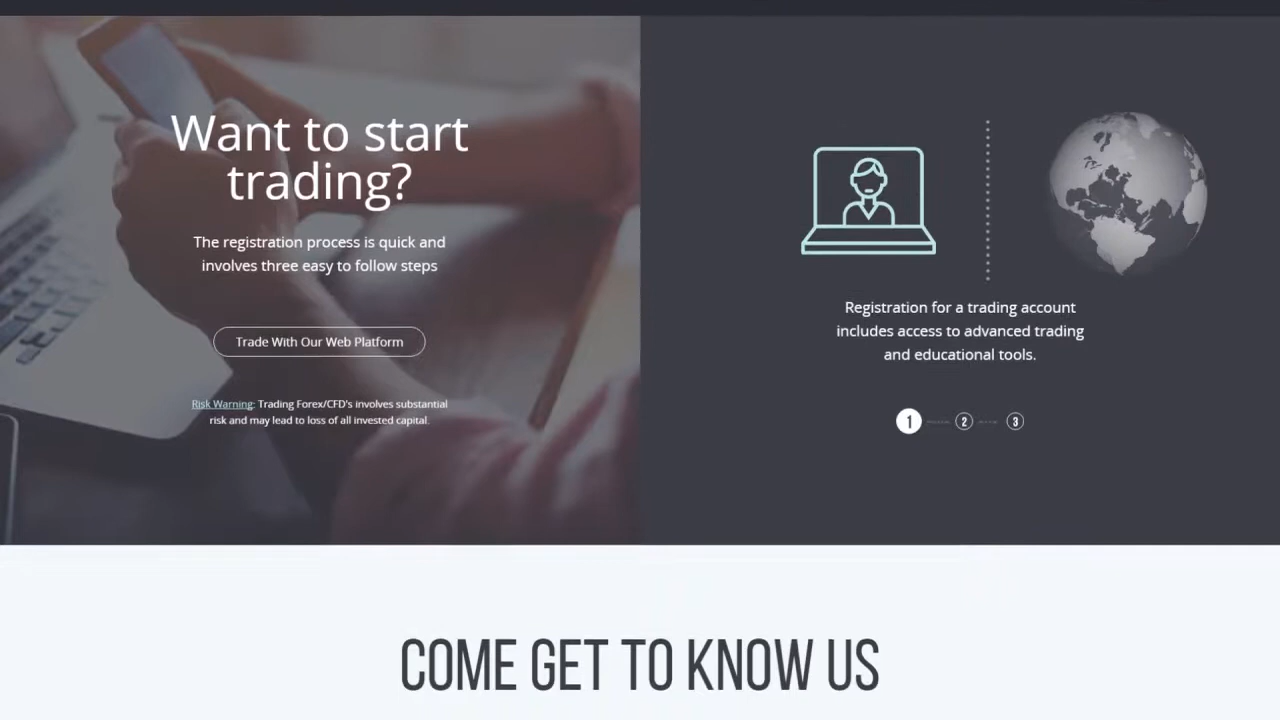 Want to start
trading?
The registration process is quick and
involves three easy to follow steps
Trade With Our Web Platform
Risk Warning: Trading Forex/CFD's involves substantial
risk and may lead to loss of all invested capital.
Registration for a trading account
includes access to advanced trading
and educational tools.
1 2 3
COME GET TO KNOW US